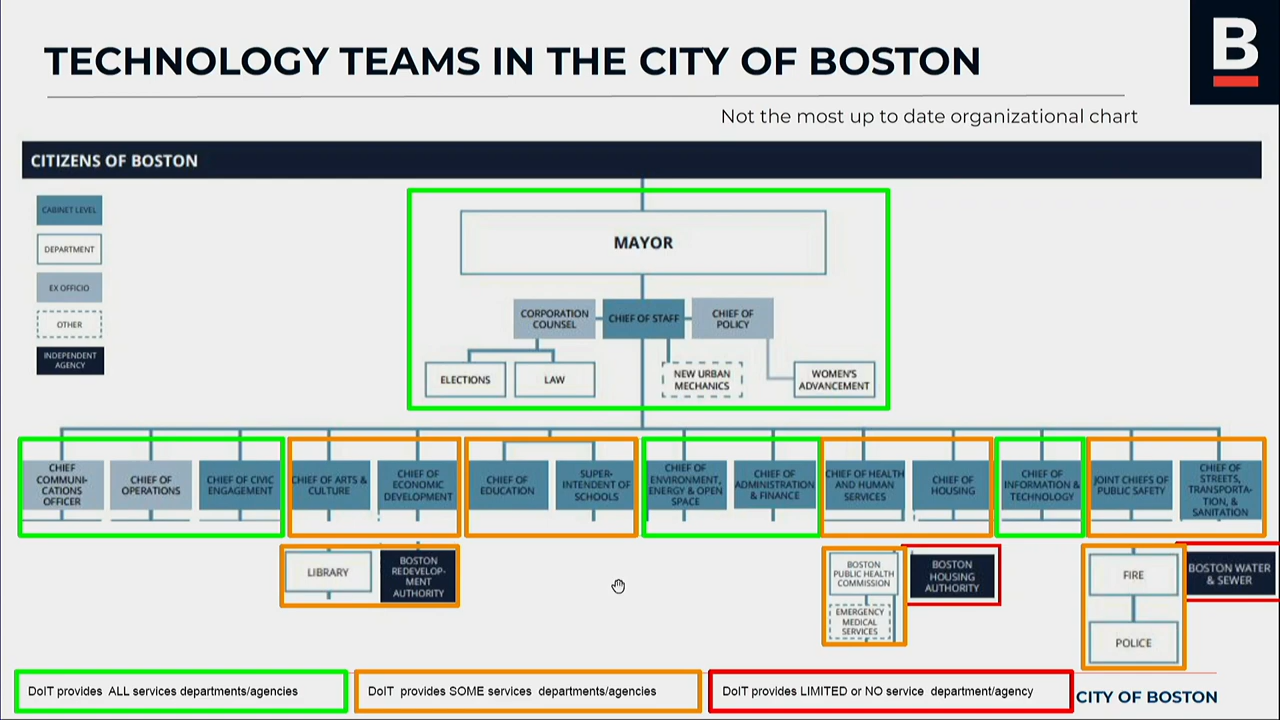 TECHNOLOGY TEAMS IN THE CITY OF BOSTON
B
Not the most up to date organizational chart
CITIZENS OF BOSTON
CABINET LEVEL
DEPARTMENT
EX OFFICIO
OTHER
INDEPENDENT
AGENCY
MAYOR
CORPORATION
COUNSEL
CHIEF OF STAFF
CHIEF OF
POLICY
ELECTIONS
LAW
NEW URBAN
MECHANICS
WOMEN'S
ADVANCEMENT
CHIEF
COMMUNI-
CATIONS
OFFICER
CHIEF OF
OPERATIONS
CHIEF OF CIVIC
ENGAGEMENT
CHIEF OF ARTS &
CULTURE
CHIEF OF
ECONOMIC
DEVELOPMENT
CHIEF OF
EDUCATION
SUPER-
INTENDENT OF
SCHOOLS
CHIEF OF
ENVIRONMENT,
ENERGY & OPEN
SPACE
CHIEF OF
ADMINISTRATION
& FINANCE
CHIEF OF HEALTH
AND HUMAN
SERVICES
CHIEF OF
HOUSING
CHIEF OF
INFORMATION &
TECHNOLOGY
JOINT CHIEFS OF
PUBLIC SAFETY
CHIEF OF
STREETS,
TRANSPORTA-
TION, &
SANITATION
LIBRARY
BOSTON
REDEVELOP-
MENT
AUTHORITY
BOSTON
PUBLIC HEALTH
COMMISSION
EMERGENCY
MEDICAL
SERVICES
BOSTON
HOUSING
AUTHORITY
FIRE
POLICE
BOSTON WATER
& SEWER
DoIT provides ALL services departments/agencies
DoIT provides SOME services departments/agencies
DoIT provides LIMITED or NO service department/agency
CITY OF BOSTON